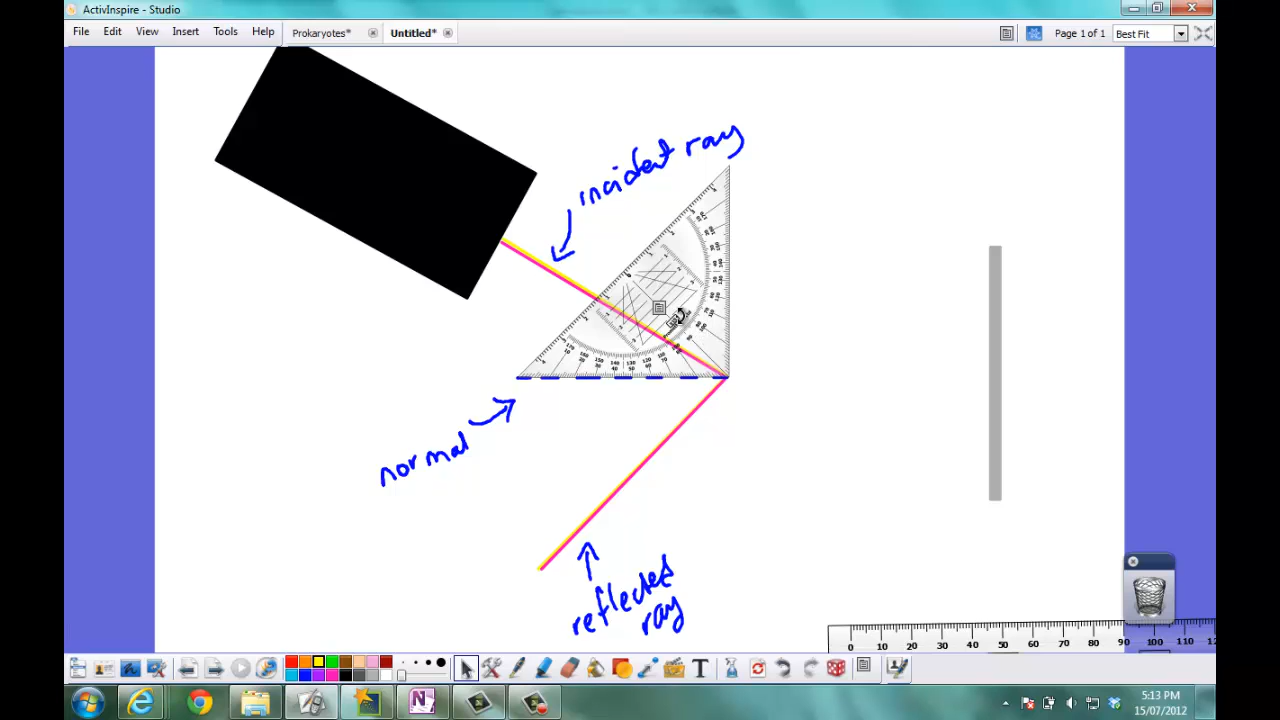 ActivInspire - Studio
File Edit View Insert Tools Help
Prokaryotes*
Untitled*
Page 1 of 1
Best Fit
incident ray
normal
reflected
ray
0 10 20 30 40 50 60 70 80 90 100 110 12
T
5:13 PM
15/07/2012